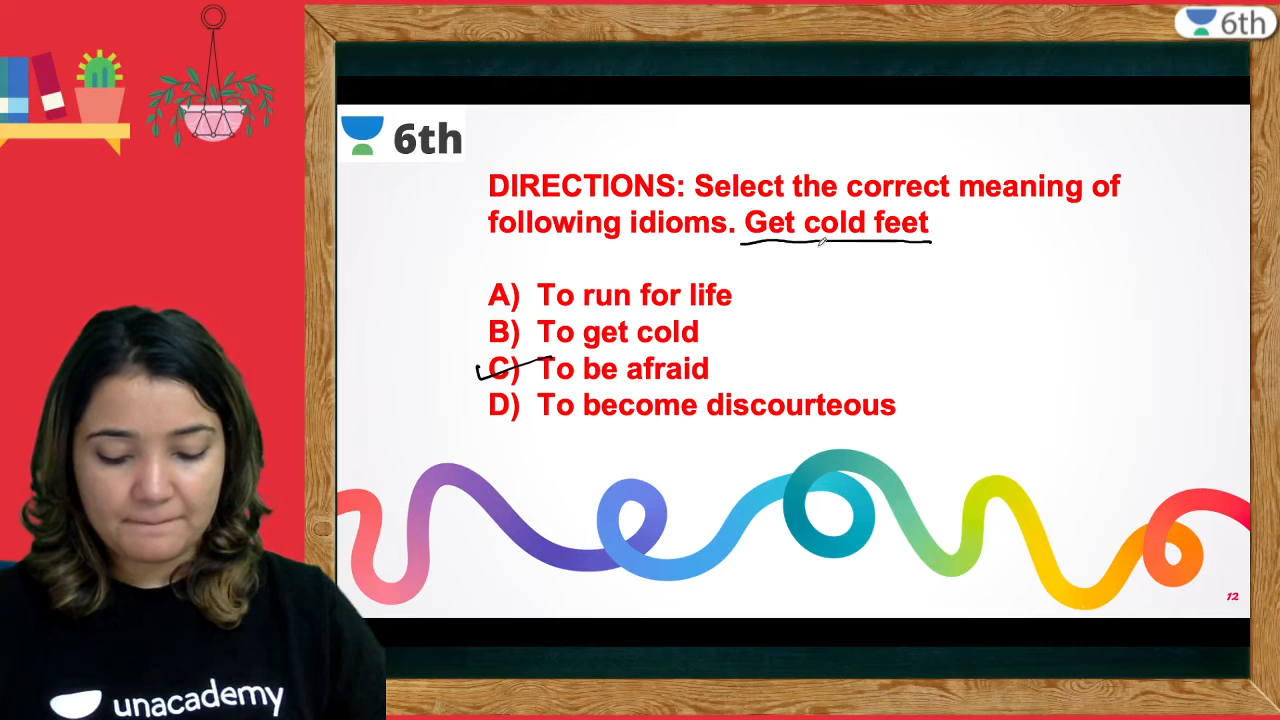 6th
6th
DIRECTIONS: Select the correct meaning of
following idioms. Get cold feet
A) To run for life
B) To get cold
C) To be afraid
D) To become discourteous
12
unacademy